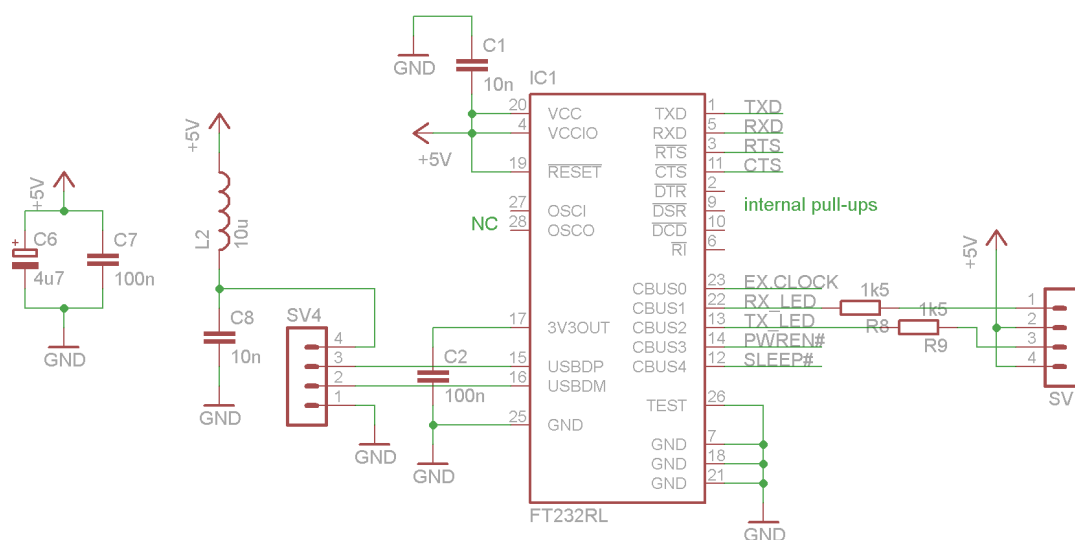 C1
GND
10n
IC1
20 VCC TXD 1 TXD
4 VCCIO RXD 5 RXD
RTS 3 RTS
+5V
19 RESET CTS 11 CTS
DTR 2
27 OSCI DSR 9 internal pull-ups
NC 28 OSCO DCD 10
RI 6
+5V
+5V
L2
10u
+
C6
4u7
C7
100n
GND
C8
10n
GND
SV4
4
3
2
1
GND
17 3V3OUT
C2
100n
15 USBDP
16 USBDM
25 GND
GND
CBUS0 23 EX.CLOCK
CBUS1 22 RX_LED 1k5
CBUS2 13 TX_LED R8 1k5
CBUS3 14 PWREN# R9
CBUS4 12 SLEEP#
TEST 26
GND 7
GND 18
GND 21
GND
FT232RL
+5V
1
2
3
4
SV